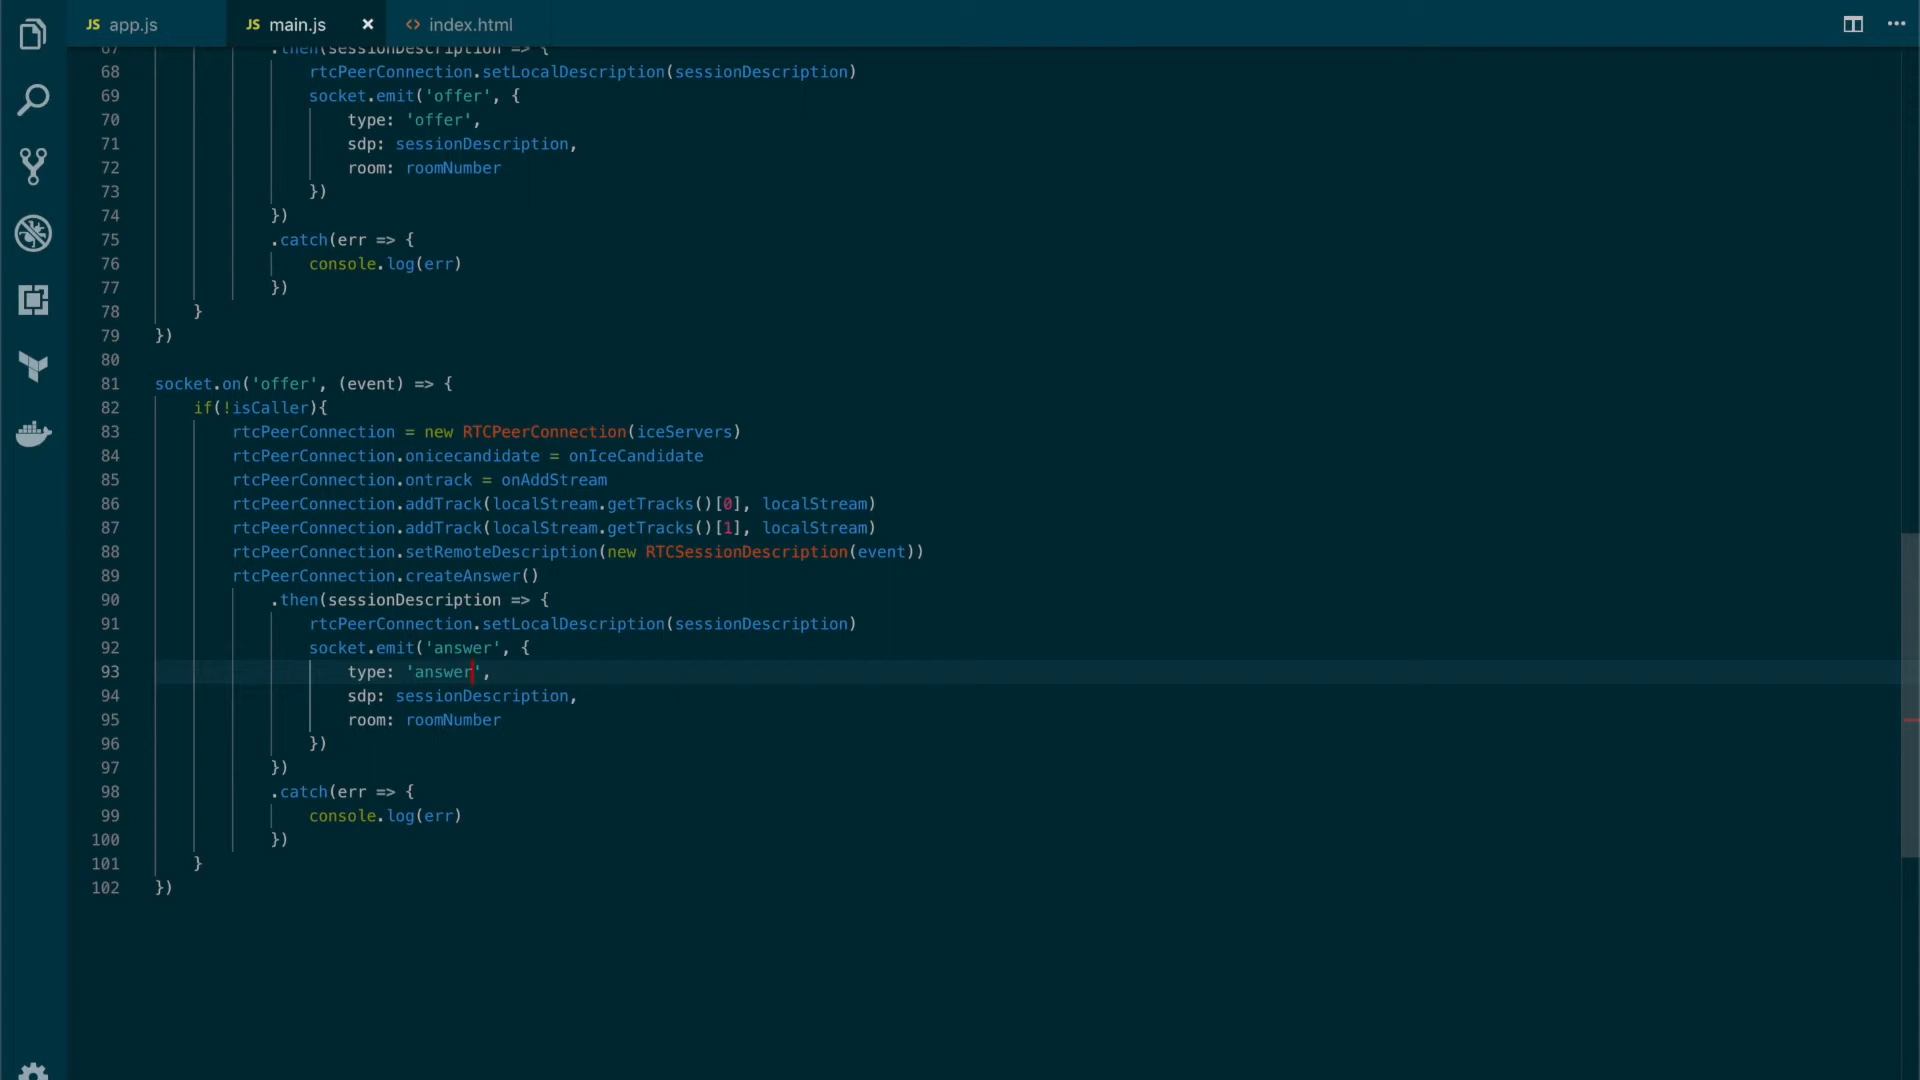 JS app.js
JS main.js ×
<> index.html
67 .then(sessionDescription => {
68 rtcPeerConnection.setLocalDescription(sessionDescription)
69 socket.emit('offer', {
70 type: 'offer',
71 sdp: sessionDescription,
72 room: roomNumber
73 })
74 })
75 .catch(err => {
76 console.log(err)
77 })
78 }
79 })
80
81 socket.on('offer', (event) => {
82 if(!isCaller){
83 rtcPeerConnection = new RTCPeerConnection(iceServers)
84 rtcPeerConnection.onicecandidate = onIceCandidate
85 rtcPeerConnection.ontrack = onAddStream
86 rtcPeerConnection.addTrack(localStream.getTracks()[0], localStream)
87 rtcPeerConnection.addTrack(localStream.getTracks()[1], localStream)
88 rtcPeerConnection.setRemoteDescription(new RTCSessionDescription(event))
89 rtcPeerConnection.createAnswer()
90 .then(sessionDescription => {
91 rtcPeerConnection.setLocalDescription(sessionDescription)
92 socket.emit('answer', {
93 type: 'answer',
94 sdp: sessionDescription,
95 room: roomNumber
96 })
97 })
98 .catch(err => {
99 console.log(err)
100 })
101 }
102 })